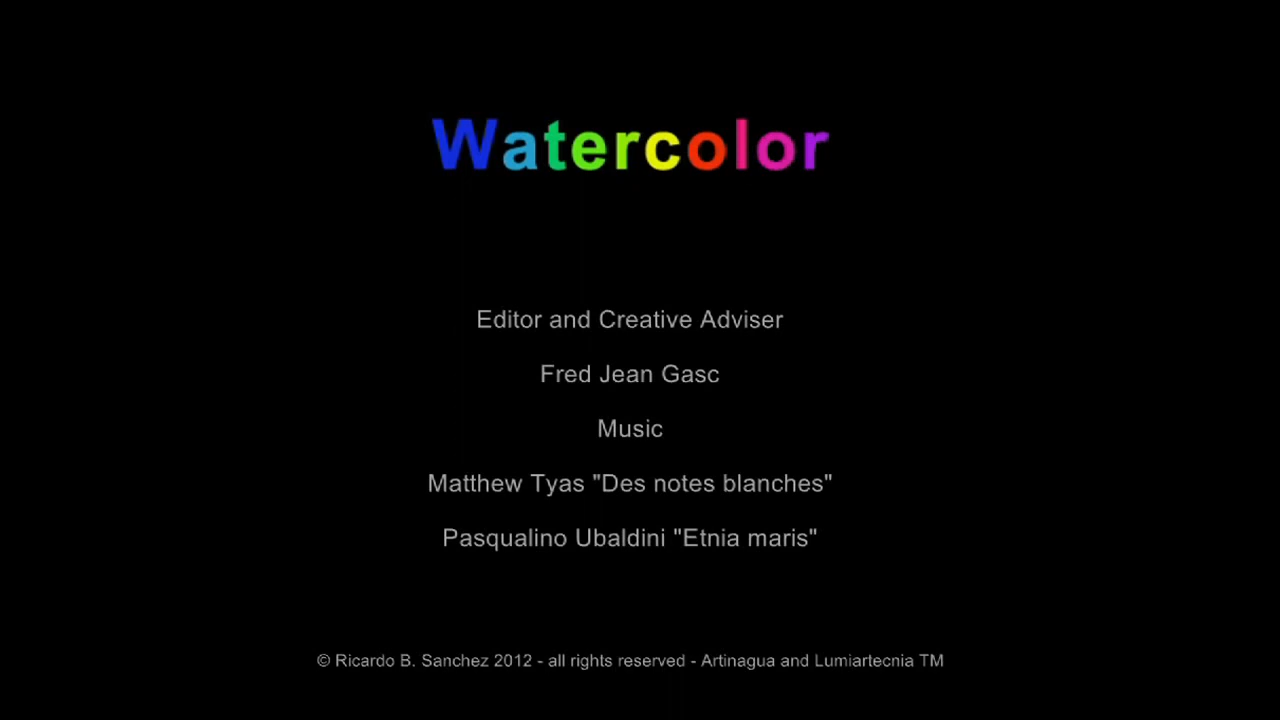 Watercolor
Editor and Creative Adviser
Fred Jean Gasc
Music
Matthew Tyas "Des notes blanches"
Pasqualino Ubaldini "Etnia maris"
© Ricardo B. Sanchez 2012 - all rights reserved - Artinagua and Lumiartecnia TM